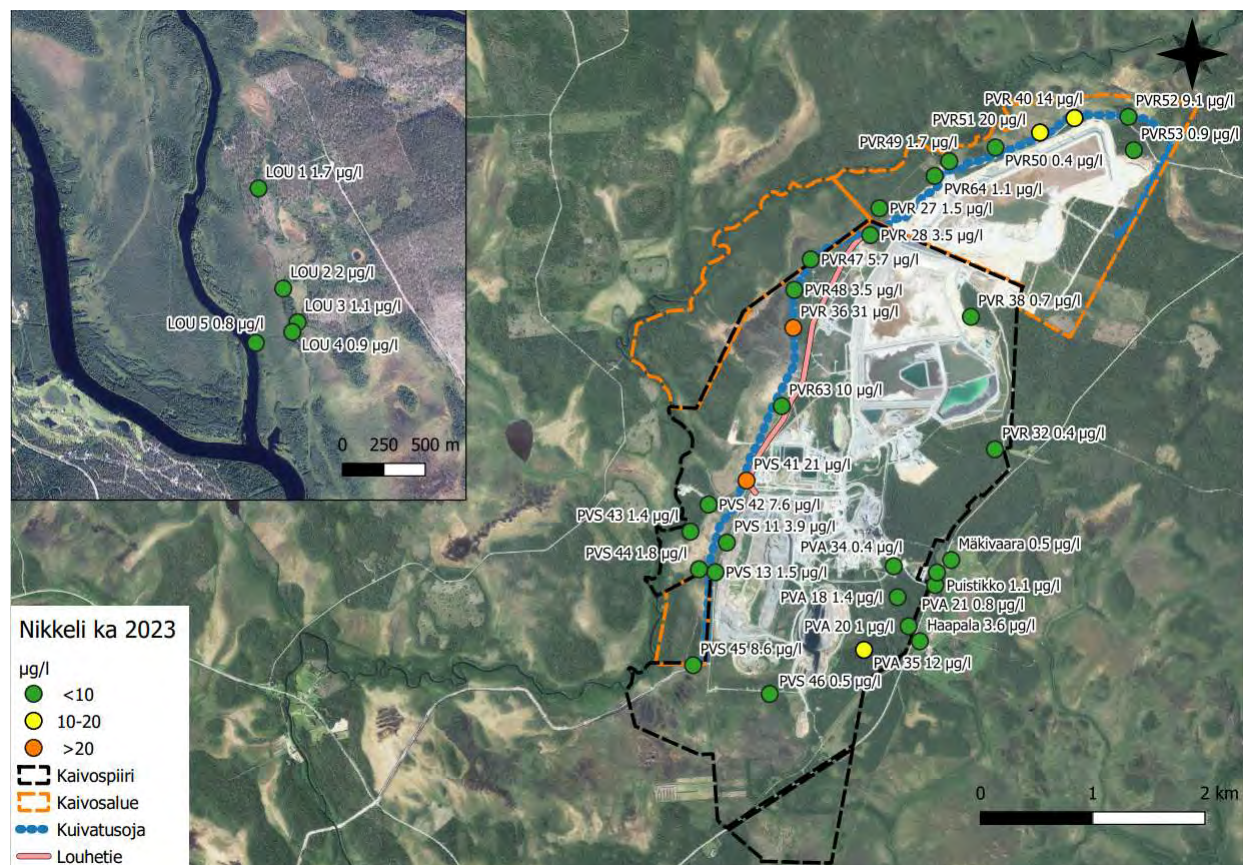 LOU 1 1.7 µg/l
LOU 2 2 µg/l
LOU 3 1.1 µg/l
LOU 5 0.8 µg/l
LOU 4 0.9 µg/l
0 250 500 m
PVR 40 14 µg/l
PVR52 9.1 µg/l
PVR51 20 µg/l
PVR53 0.9 µg/l
PVR49 1.7 µg/l
PVR50 0.4 µg/l
PVR64 1.1 µg/l
PVR 27 1.5 µg/l
PVR 28 3.5 µg/l
PVR47 5.7 µg/l
PVR48 3.5 µg/l
PVR 38 0.7 µg/l
PVR 36 31 µg/l
PVR63 10 µg/l
PVR 32 0.4 µg/l
PVS 41 21 µg/l
PVS 42 7.6 µg/l
PVS 43 1.4 µg/l
PVS 11 3.9 µg/l
PVS 44 1.8 µg/l
PVA 34 0.4 µg/l
Mäkivaara 0.5 µg/l
PVS 13 1.5 µg/l
Puistikko 1.1 µg/l
PVA 18 1.4 µg/l
PVA 21 0.8 µg/l
PVA 20 1 µg/l
Haapala 3.6 µg/l
PVS 45 8.6 µg/l
PVA 35 12 µg/l
PVS 46 0.5 µg/l
Nikkeli ka 2023
µg/l
<10
10-20
>20
Kaivospiiri
Kaivosalue
Kuivatusoja
Louhetie
0 1 2 km